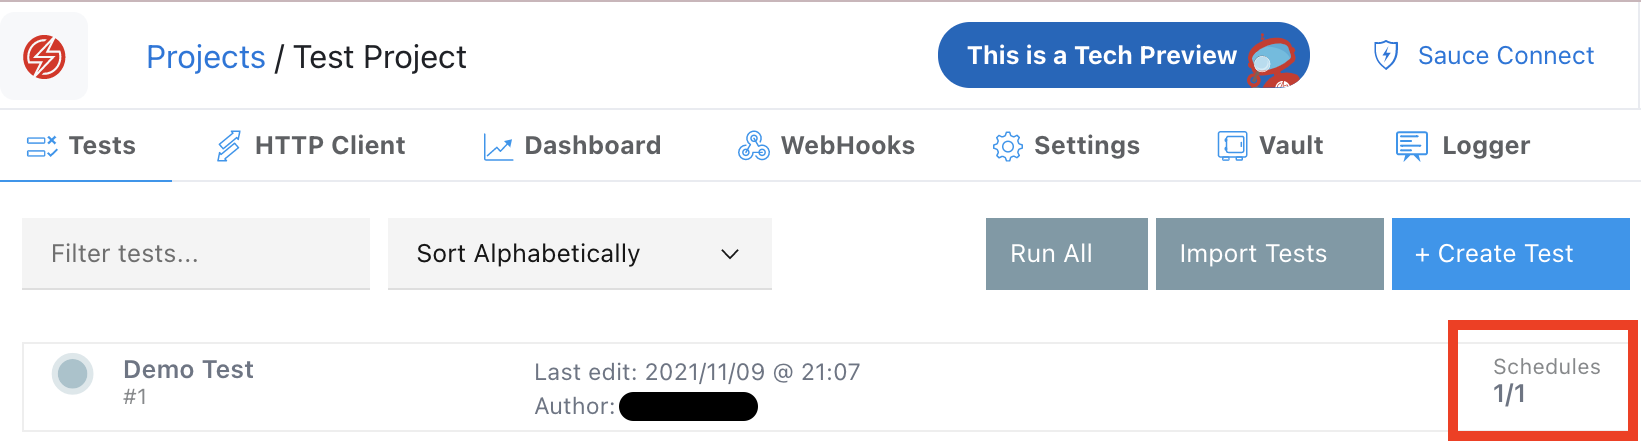 Projects / Test Project
This is a Tech Preview
Sauce Connect
Tests
HTTP Client
Dashboard
WebHooks
Settings
Vault
Logger
Filter tests...
Sort Alphabetically
Run All
Import Tests
+ Create Test
Demo Test
#1
Last edit: 2021/11/09 @ 21:07
Author:
Schedules
1/1